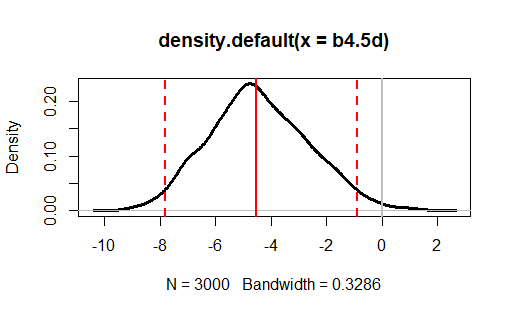 density.default(x = b4.5d)
Density
0.20
0.10
0.00
-10 -8 -6 -4 -2 0 2
N = 3000 Bandwidth = 0.3286